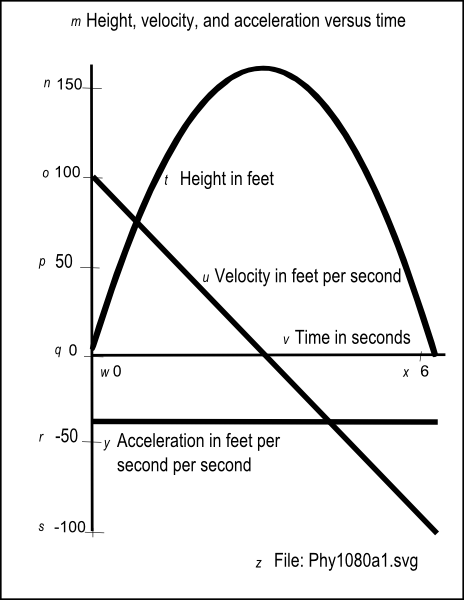 m Height, velocity, and acceleration versus time
n 150
o 100
t Height in feet
p 50
u Velocity in feet per second
v Time in seconds
q 0
w 0
x 6
r -50
y Acceleration in feet per
second per second
s -100
z File: Phy1080a1.svg